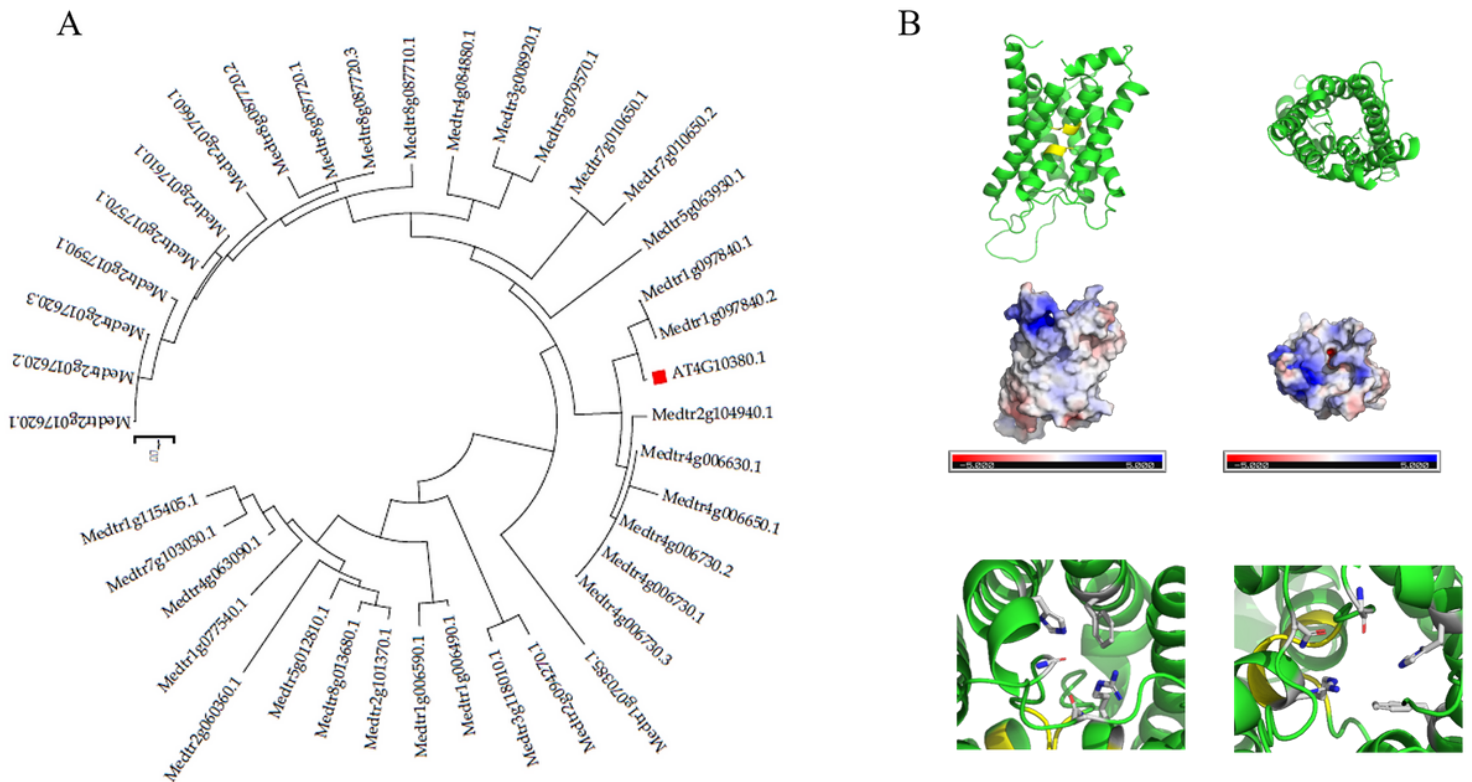 A
B
Medtr2g017620.1
Medtr2g017620.2
Medtr2g017620.3
Medtr2g017590.1
Medtr2g017570.1
Medtr2g017610.1
Medtr2g017660.1
Medtr8g087720.2
Medtr8g087720.1
Medtr8g087720.3
Medtr8g087710.1
Medtr4g084880.1
Medtr3g008920.1
Medtr5g079570.1
Medtr7g010650.1
Medtr7g010650.2
Medtr5g063930.1
Medtr1g097840.1
Medtr1g097840.2
AT4G10380.1
Medtr2g104940.1
Medtr4g006630.1
Medtr4g006650.1
Medtr4g006730.2
Medtr4g006730.1
Medtr4g006730.3
Medtr1g070385.1
Medtr2g094270.1
Medtr3g118010.1
Medtr1g006490.1
Medtr1g006590.1
Medtr2g101370.1
Medtr8g013680.1
Medtr5g012810.1
Medtr2g060360.1
Medtr1g077540.1
Medtr4g063090.1
Medtr7g103030.1
Medtr1g115405.1
-5.000 5.000
-5.000 5.000